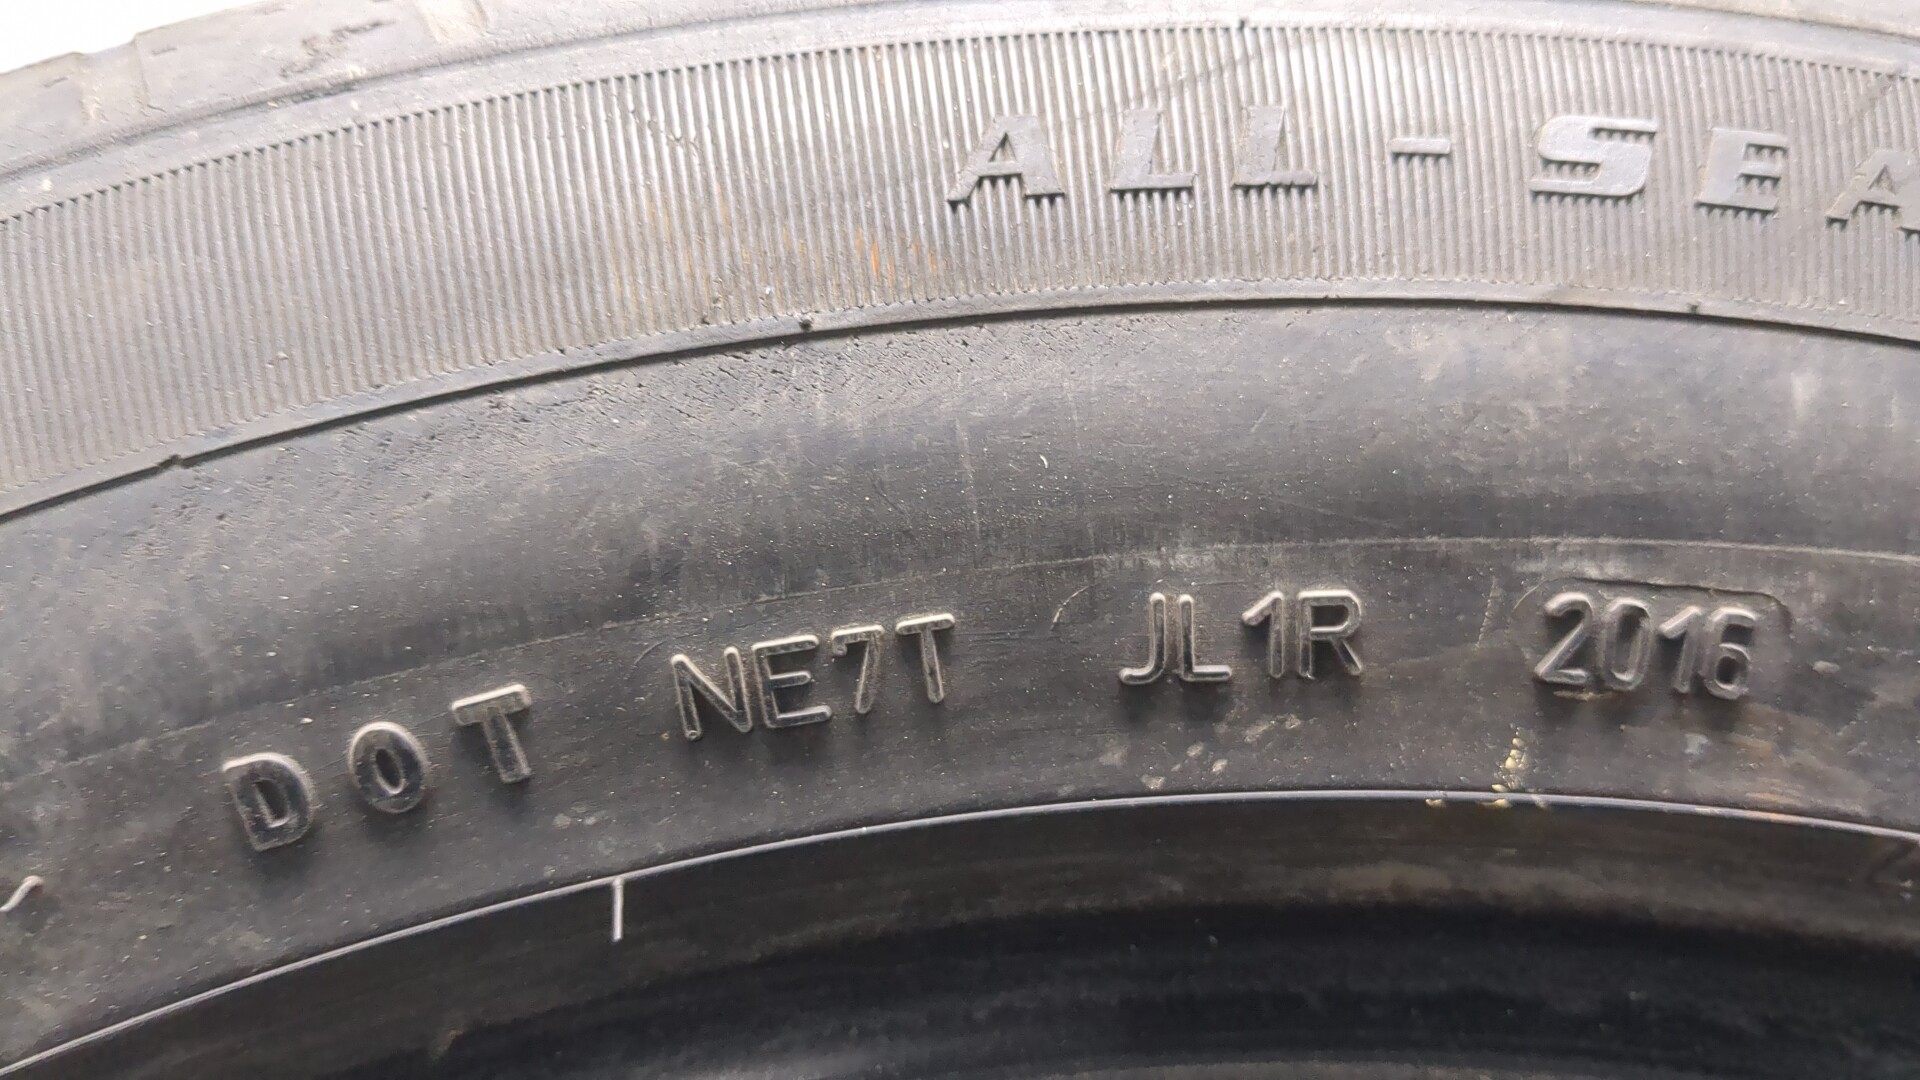 ALL-SEA
DOT NE7T JL1R 2016